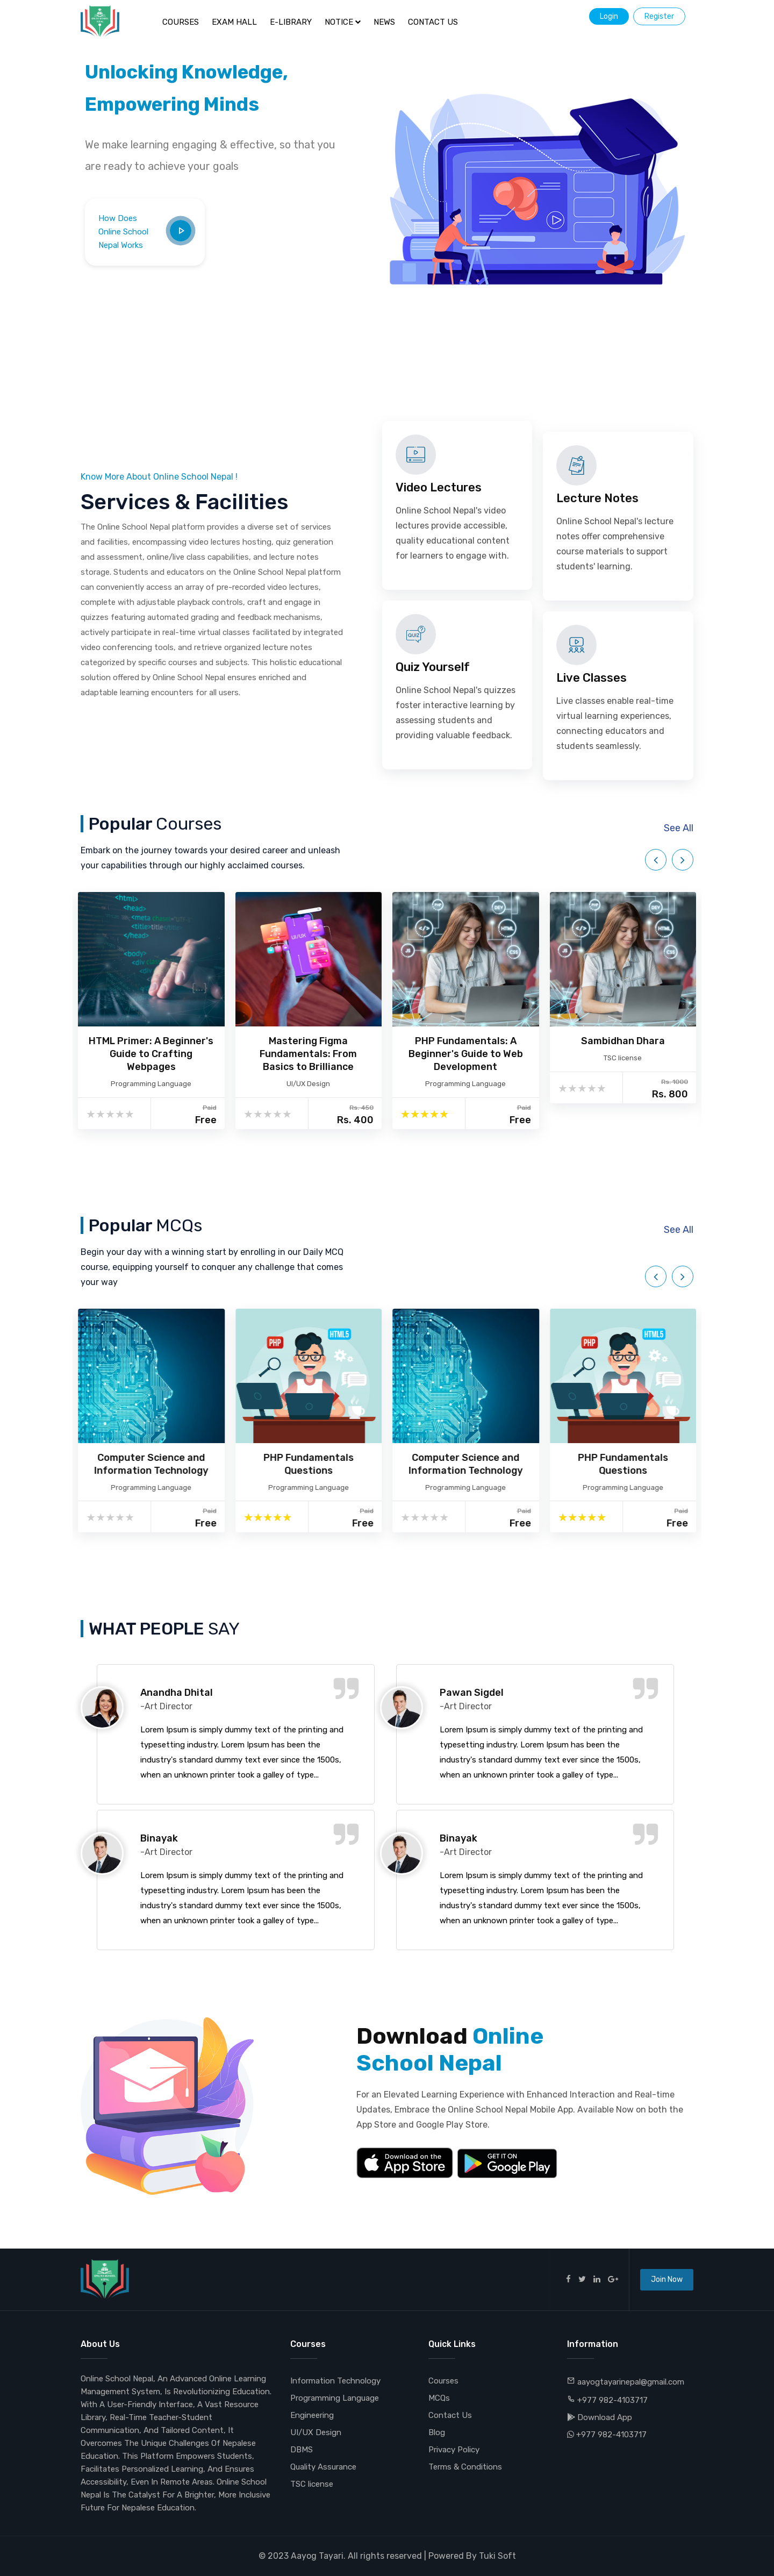 COURSES EXAM HALL E-LIBRARY NOTICE NEWS CONTACT US Login Register
Unlocking Knowledge,
Empowering Minds
We make learning engaging & effective, so that you
are ready to achieve your goals
How Does
Online School
Nepal Works
Know More About Online School Nepal !
Services & Facilities
The Online School Nepal platform provides a diverse set of services
and facilities, encompassing video lectures hosting, quiz generation
and assessment, online/live class capabilities, and lecture notes
storage. Students and educators on the Online School Nepal platform
can conveniently access an array of pre-recorded video lectures,
complete with adjustable playback controls, craft and engage in
quizzes featuring automated grading and feedback mechanisms,
actively participate in real-time virtual classes facilitated by integrated
video conferencing tools, and retrieve organized lecture notes
categorized by specific courses and subjects. This holistic educational
solution offered by Online School Nepal ensures enriched and
adaptable learning encounters for all users.
Video Lectures
Online School Nepal's video
lectures provide accessible,
quality educational content
for learners to engage with.
Lecture Notes
Online School Nepal's lecture
notes offer comprehensive
course materials to support
students' learning.
QUIZ
Quiz Yourself
Online School Nepal's quizzes
foster interactive learning by
assessing students and
providing valuable feedback.
Live Classes
Live classes enable real-time
virtual learning experiences,
connecting educators and
students seamlessly.
Popular Courses
See All
Embark on the journey towards your desired career and unleash
your capabilities through our highly acclaimed courses.
HTML Primer: A Beginner's
Guide to Crafting
Webpages
Programming Language
Paid
Free
Mastering Figma
Fundamentals: From
Basics to Brilliance
UI/UX Design
Rs. 450
Rs. 400
PHP Fundamentals: A
Beginner's Guide to Web
Development
Programming Language
Paid
Free
Sambidhan Dhara
TSC license
Rs. 1000
Rs. 800
Popular MCQs
See All
Begin your day with a winning start by enrolling in our Daily MCQ
course, equipping yourself to conquer any challenge that comes
your way
Computer Science and
Information Technology
Programming Language
Paid
Free
PHP HTML5
PHP Fundamentals
Questions
Programming Language
Paid
Free
Computer Science and
Information Technology
Programming Language
Paid
Free
PHP HTML5
PHP Fundamentals
Questions
Programming Language
Paid
Free
WHAT PEOPLE SAY
Anandha Dhital
-Art Director
Lorem Ipsum is simply dummy text of the printing and
typesetting industry. Lorem Ipsum has been the
industry's standard dummy text ever since the 1500s,
when an unknown printer took a galley of type...
Pawan Sigdel
-Art Director
Lorem Ipsum is simply dummy text of the printing and
typesetting industry. Lorem Ipsum has been the
industry's standard dummy text ever since the 1500s,
when an unknown printer took a galley of type...
Binayak
-Art Director
Lorem Ipsum is simply dummy text of the printing and
typesetting industry. Lorem Ipsum has been the
industry's standard dummy text ever since the 1500s,
when an unknown printer took a galley of type...
Binayak
-Art Director
Lorem Ipsum is simply dummy text of the printing and
typesetting industry. Lorem Ipsum has been the
industry's standard dummy text ever since the 1500s,
when an unknown printer took a galley of type...
Download Online
School Nepal
For an Elevated Learning Experience with Enhanced Interaction and Real-time
Updates, Embrace the Online School Nepal Mobile App. Available Now on both the
App Store and Google Play Store.
Download on the
App Store
GET IT ON
Google Play
Join Now
About Us
Online School Nepal, An Advanced Online Learning
Management System, Is Revolutionizing Education.
With A User-Friendly Interface, A Vast Resource
Library, Real-Time Teacher-Student
Communication, And Tailored Content, It
Overcomes The Unique Challenges Of Nepalese
Education. This Platform Empowers Students,
Facilitates Personalized Learning, And Ensures
Accessibility, Even In Remote Areas. Online School
Nepal Is The Catalyst For A Brighter, More Inclusive
Future For Nepalese Education.
Courses
Information Technology
Programming Language
Engineering
UI/UX Design
DBMS
Quality Assurance
TSC license
Quick Links
Courses
MCQs
Contact Us
Blog
Privacy Policy
Terms & Conditions
Information
aayogtayarinepal@gmail.com
+977 982-4103717
Download App
+977 982-4103717
© 2023 Aayog Tayari. All rights reserved | Powered By Tuki Soft